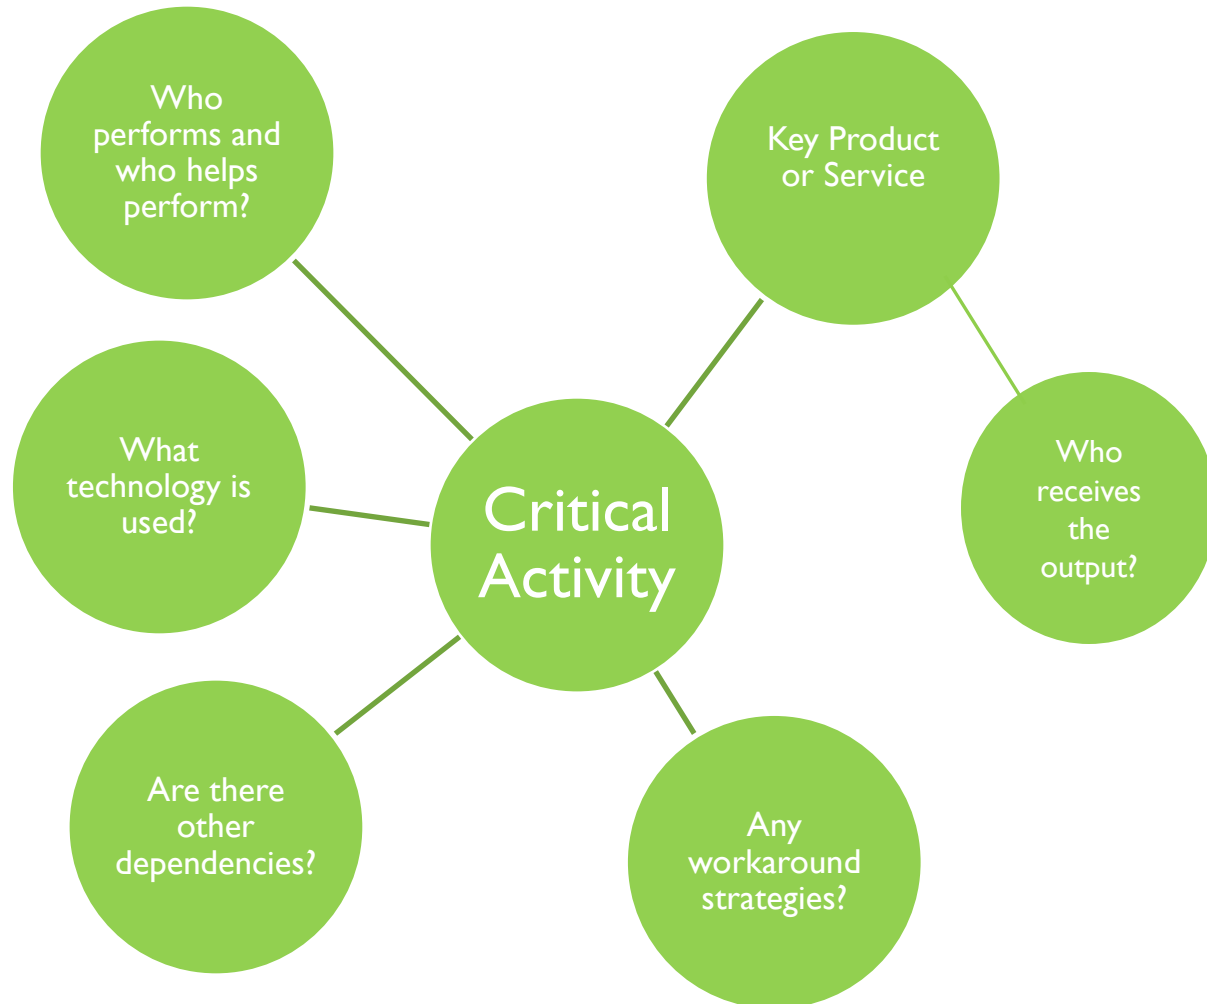 Who
performs and
who helps
perform?
Key Product
or Service
What
technology is
used?
Critical
Activity
Who
receives
the
output?
Are there
other
dependencies?
Any
workaround
strategies?